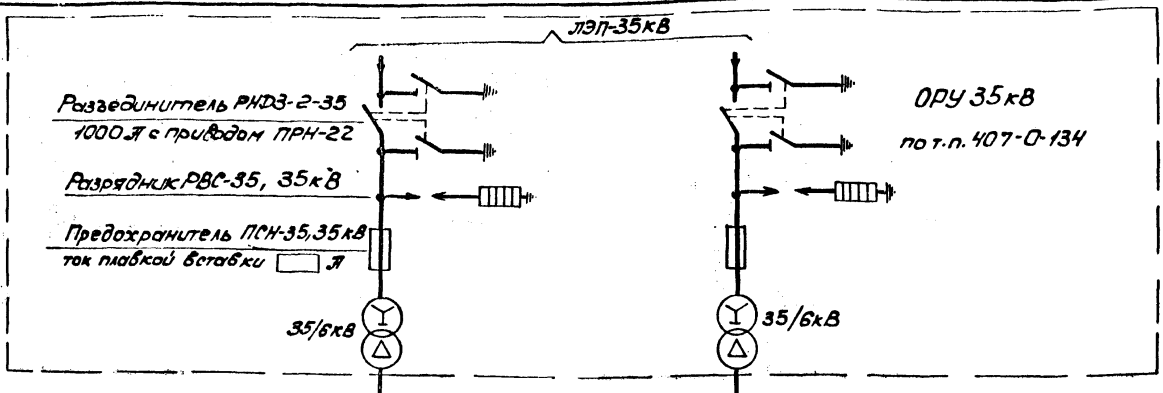 ЛЭП-35кВ
Разъединитель РНДЗ-2-35
1000 А с приводом ПРН-22
Разрядник РВС-35, 35кВ
Предохранитель ПСН-35, 35кВ
ток плавкой вставки А
35/6кВ
35/6кВ
ОРУ 35кВ
по т.п. 407-0-134